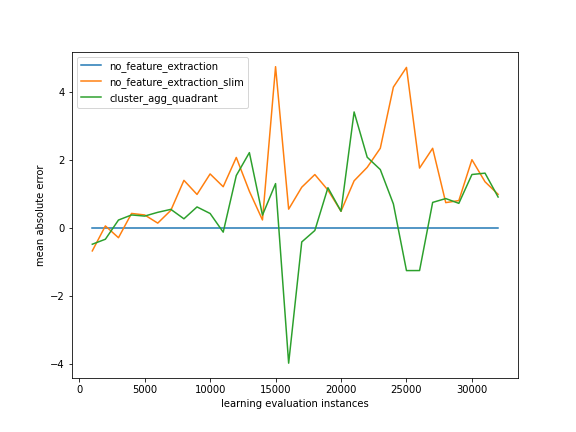 no_feature_extraction
no_feature_extraction_slim
cluster_agg_quadrant
mean absolute error
4
2
0
−2
−4
0 5000 10000 15000 20000 25000 30000
learning evaluation instances